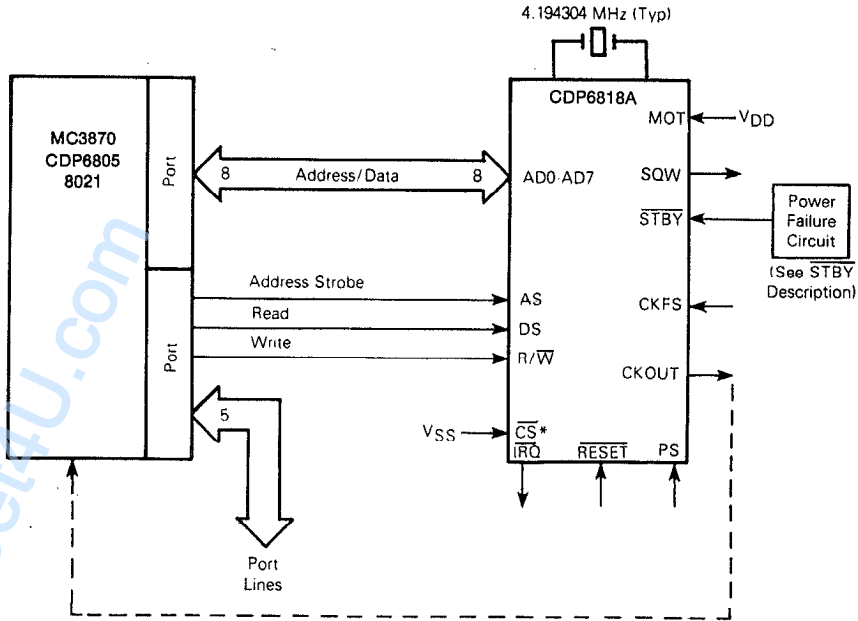 4.194304 MHz (Typ)
CDP6818A
MC3870
CDP6805
8021
Port
8 Address/Data 8
AD0-AD7
MOT
VDD
SQW
STBY
Power
Failure
Circuit
(See STBY
Description)
Address Strobe
AS
Read
DS
Write
R/W
Port
CKFS
CKOUT
5
VSS
CS*
IRQ
RESET
PS
Port
Lines
et4U.com